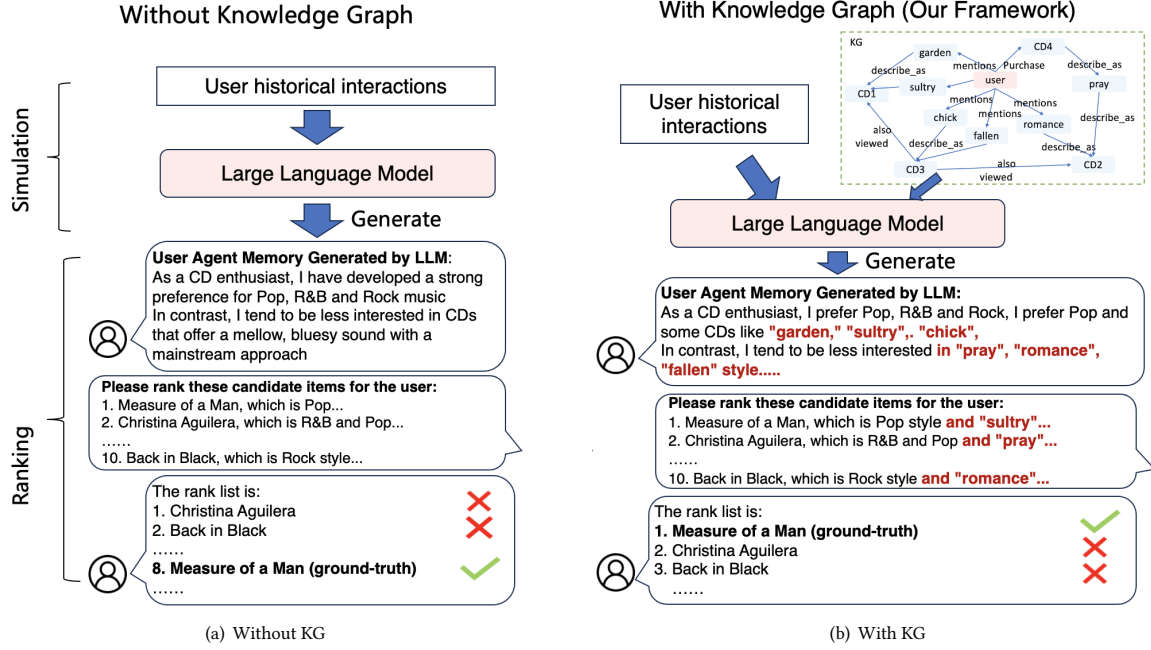 Without Knowledge Graph
Simulation
User historical interactions
Large Language Model
Generate
Ranking
User Agent Memory Generated by LLM:
As a CD enthusiast, I have developed a strong
preference for Pop, R&B and Rock music
In contrast, I tend to be less interested in CDs
that offer a mellow, bluesy sound with a
mainstream approach
Please rank these candidate items for the user:
1. Measure of a Man, which is Pop...
2. Christina Aguilera, which is R&B and Pop...
......
10. Back in Black, which is Rock style...
The rank list is:
1. Christina Aguilera
2. Back in Black
......
8. Measure of a Man (ground-truth)
......
(a) Without KG
With Knowledge Graph (Our Framework)
User historical
interactions
KG
garden
CD4
mentions
Purchase
describe_as
describe_as
user
sultry
pray
CD1
mentions
mentions
mentions
chick
fallen
romance
describe_as
also
viewed
describe_as
describe_as
CD3
also
viewed
CD2
Large Language Model
Generate
User Agent Memory Generated by LLM:
As a CD enthusiast, I prefer Pop, R&B and Rock, I prefer Pop and
some CDs like "garden," "sultry",. "chick",
In contrast, I tend to be less interested in "pray", "romance",
"fallen" style.....
Please rank these candidate items for the user:
1. Measure of a Man, which is Pop style and "sultry"...
2. Christina Aguilera, which is R&B and Pop and "pray"...
......
10. Back in Black, which is Rock style and "romance"...
The rank list is:
1. Measure of a Man (ground-truth)
2. Christina Aguilera
3. Back in Black
......
(b) With KG